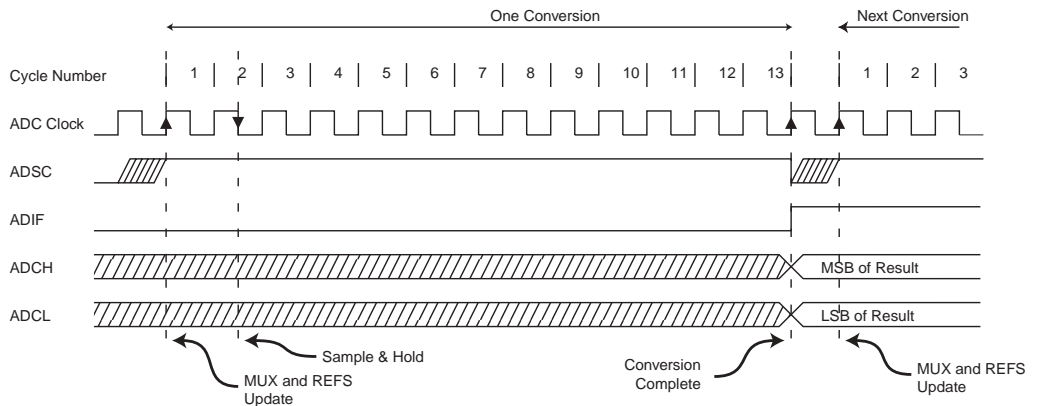 One Conversion
Next Conversion
Cycle Number 1 2 3 4 5 6 7 8 9 10 11 12 13 1 2 3
ADC Clock
ADSC
ADIF
ADCH MSB of Result
ADCL LSB of Result
Sample & Hold
MUX and REFS
Update
Conversion
Complete
MUX and REFS
Update